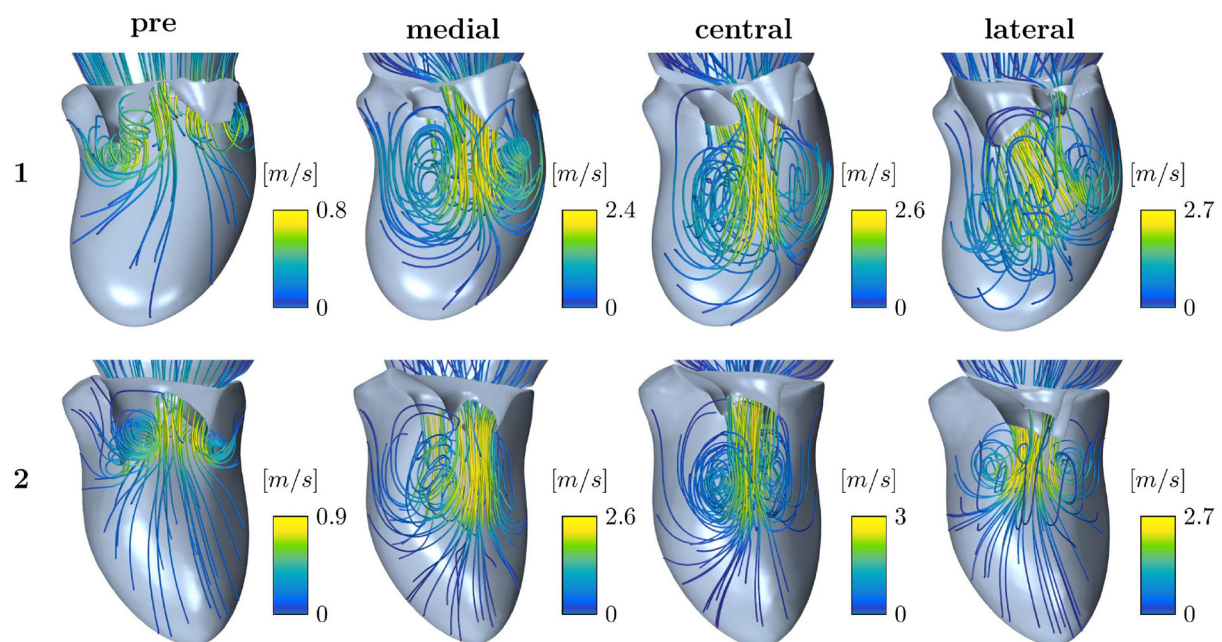 pre medial central lateral
1
[m/s] [m/s] [m/s] [m/s]
0.8 2.4 2.6 2.7
0 0 0 0
2
[m/s] [m/s] [m/s] [m/s]
0.9 2.6 3 2.7
0 0 0 0